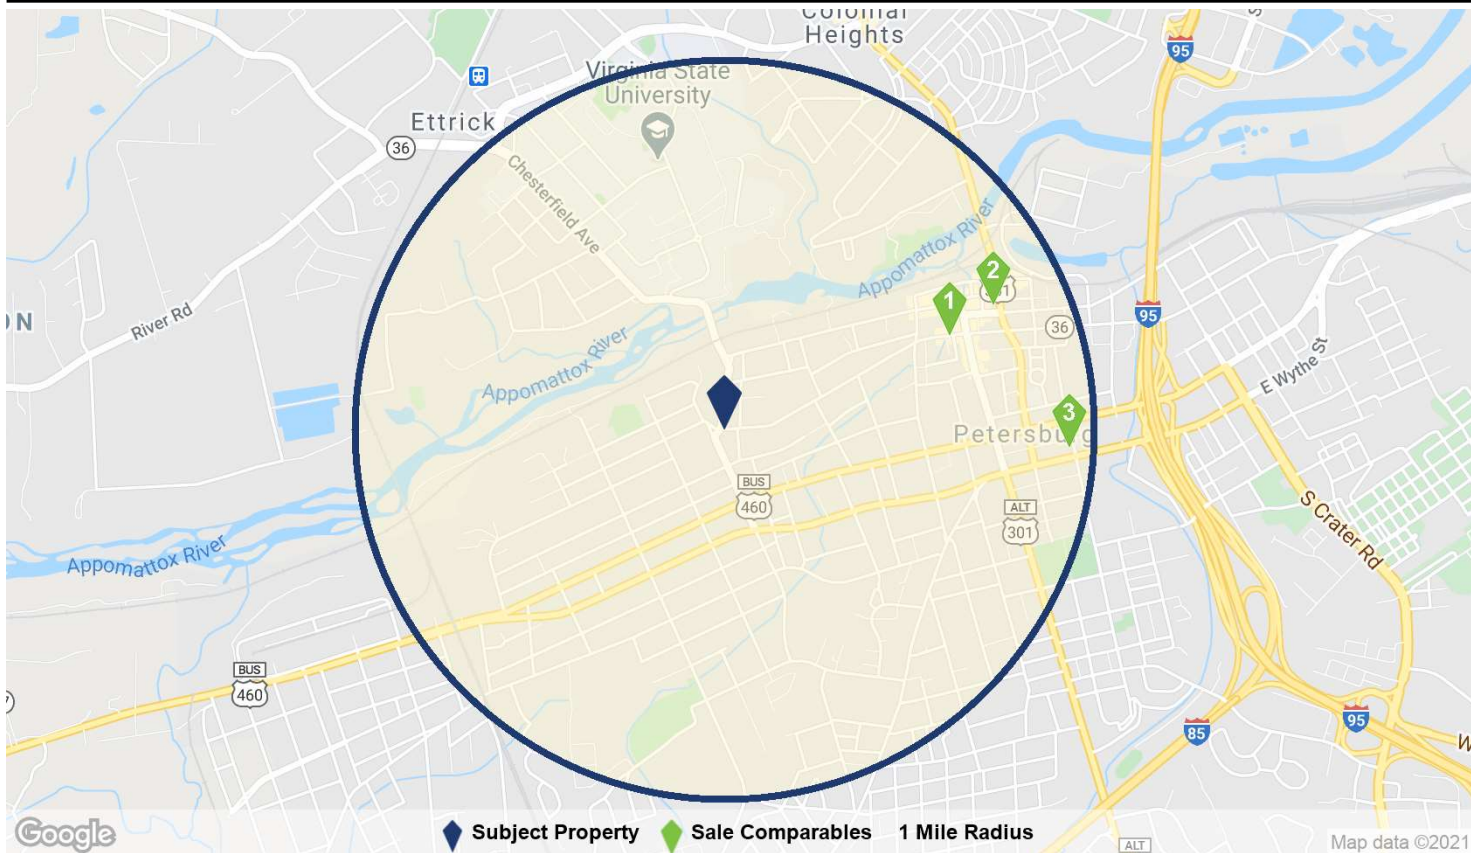 Colonial
Heights
95
Virginia State
University
Ettrick
36
Chesterfield Ave
Appomattox River
2
301
1
95
36
River Rd
ON
Appomattox River
E Wythe St
3
Petersburg
BUS
460
ALT
301
S Crater Rd
Appomattox River
BUS
460
95
85
W
Google
Subject Property
Sale Comparables
1 Mile Radius
ALT
Map data ©2021